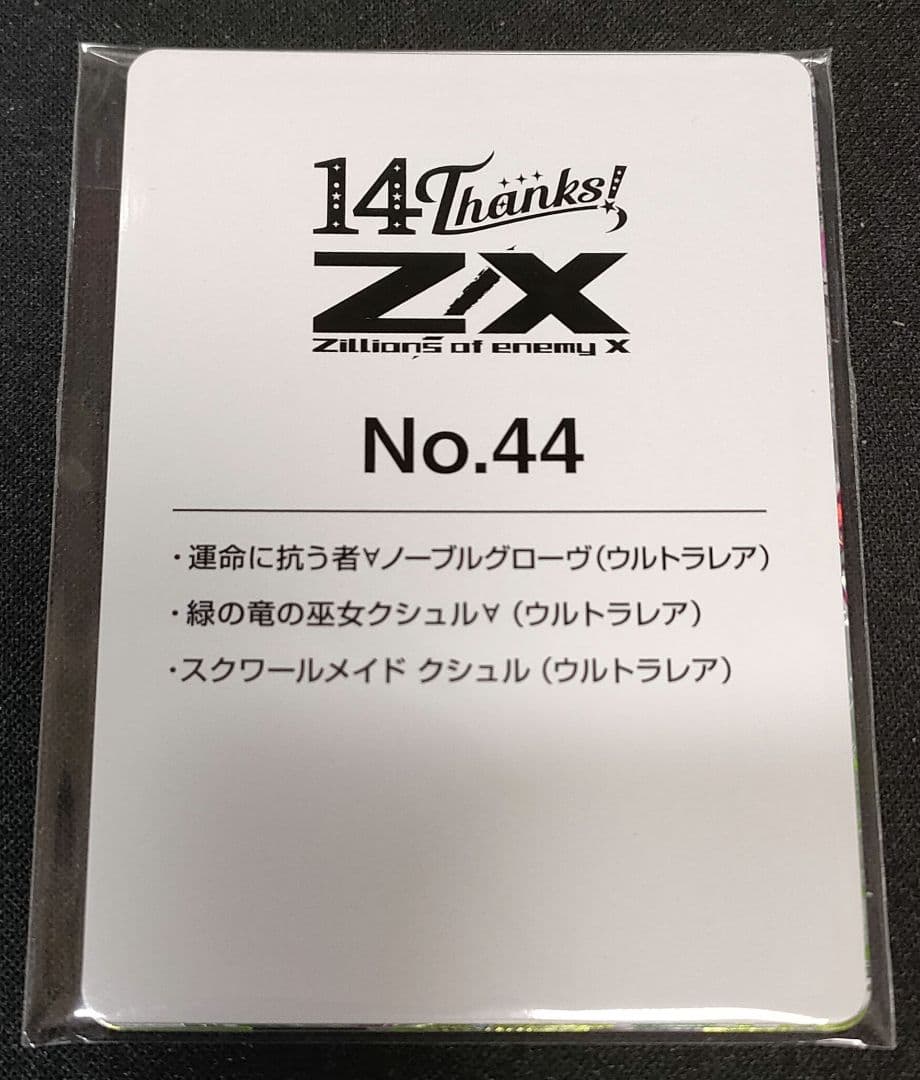 14 Thanks!
Z/X
Zillions of enemy X
No.44
・運命に抗う者∀ノーブルグローヴ(ウルトラレア)
・緑の竜の巫女クシュル∀ (ウルトラレア)
・スクワールメイド クシュル (ウルトラレア)